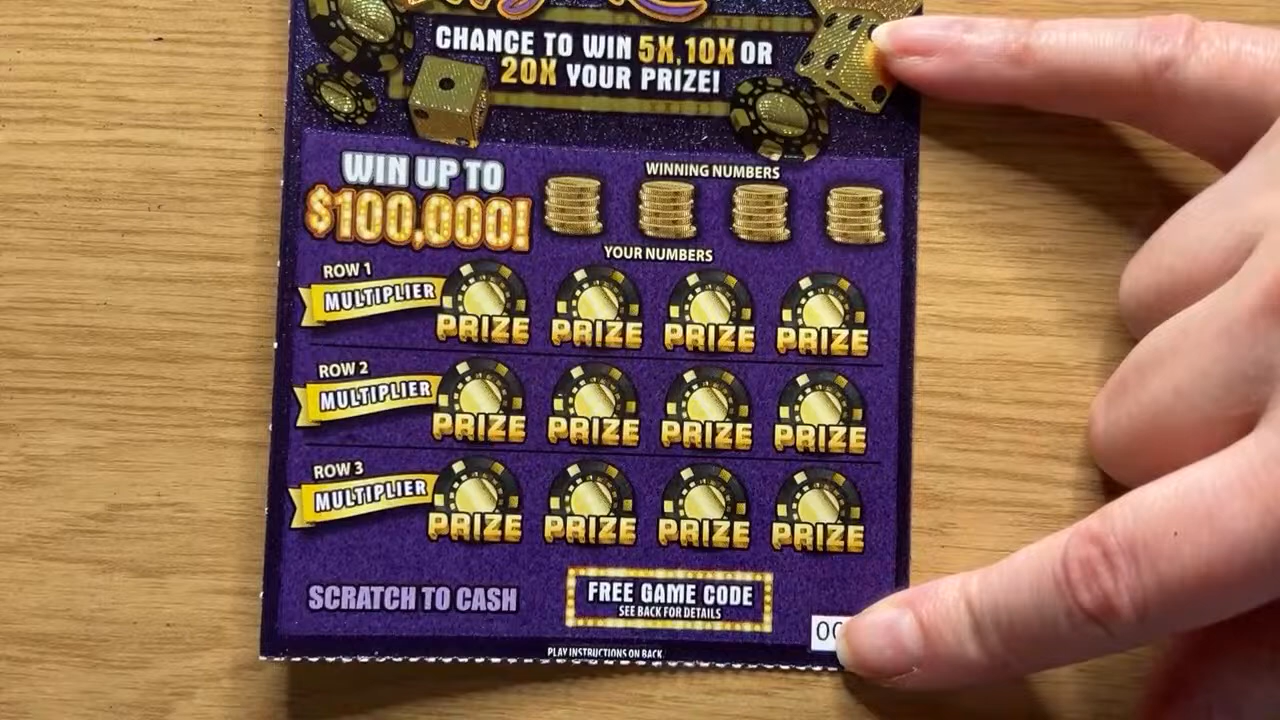 CHANCE TO WIN 5X, 10X OR
20X YOUR PRIZE!
WIN UP TO
$100,000!
WINNING NUMBERS
YOUR NUMBERS
ROW 1
MULTIPLIER
PRIZE PRIZE PRIZE PRIZE
ROW 2
MULTIPLIER
PRIZE PRIZE PRIZE PRIZE
ROW 3
MULTIPLIER
PRIZE PRIZE PRIZE PRIZE
SCRATCH TO CASH
FREE GAME CODE
SEE BACK FOR DETAILS
PLAY INSTRUCTIONS ON BACK.